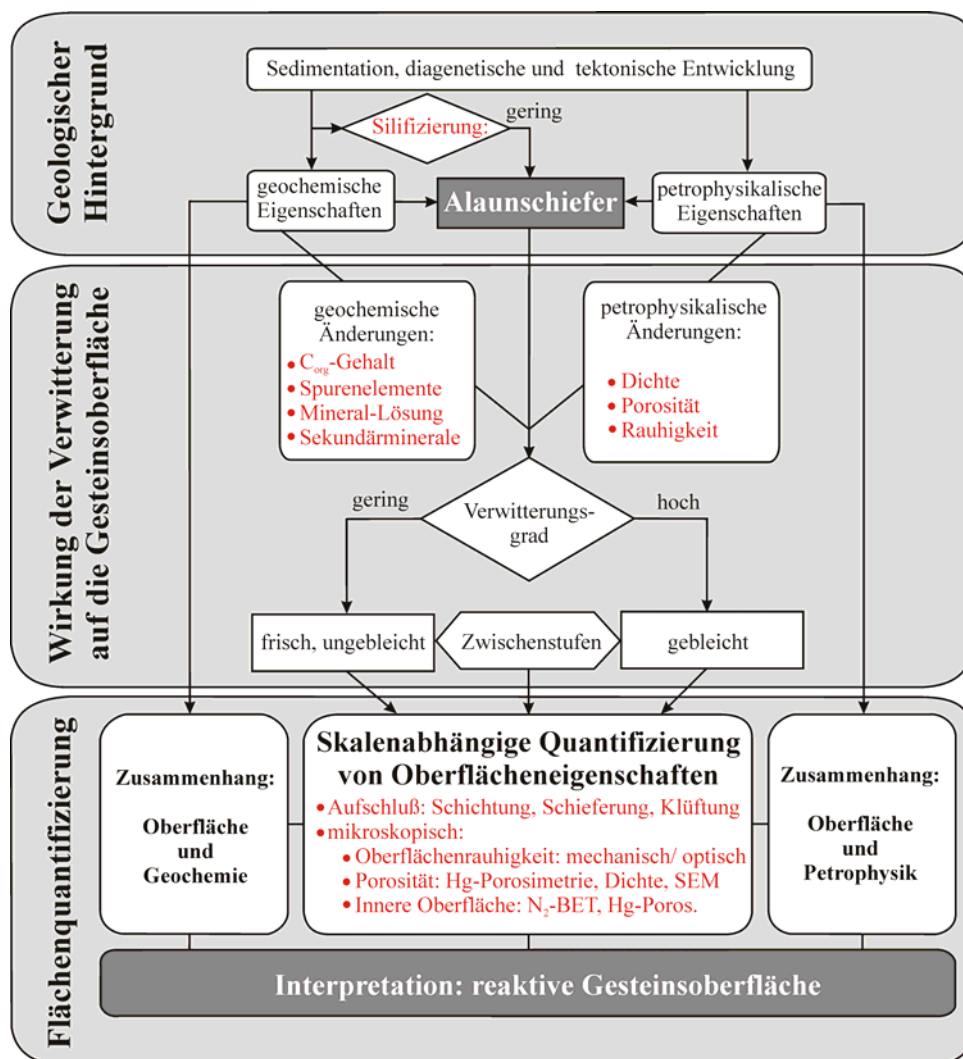 Geologischer
Hintergrund
Sedimentation, diagenetische und tektonische Entwicklung
Silifizierung:
gering
geochemische
Eigenschaften
Alaunschiefer
petrophysikalische
Eigenschaften
Wirkung der Verwitterung
auf die Gesteinsoberfläche
geochemische
Änderungen:
• C_org-Gehalt
• Spurenelemente
• Mineral-Lösung
• Sekundärminerale
petrophysikalische
Änderungen:
• Dichte
• Porosität
• Rauhigkeit
gering
Verwitterungs-
grad
hoch
frisch, ungebleicht
Zwischenstufen
gebleicht
Flächenquantifizierung
Zusammenhang:
Oberfläche
und
Geochemie
Skalenabhängige Quantifizierung
von Oberflächeneigenschaften
• Aufschluß: Schichtung, Schieferung, Klüftung
• mikroskopisch:
• Oberflächenrauhigkeit: mechanisch/ optisch
• Porosität: Hg-Porosimetrie, Dichte, SEM
• Innere Oberfläche: N₂-BET, Hg-Poros.
Zusammenhang:
Oberfläche
und
Petrophysik
Interpretation: reaktive Gesteinsoberfläche